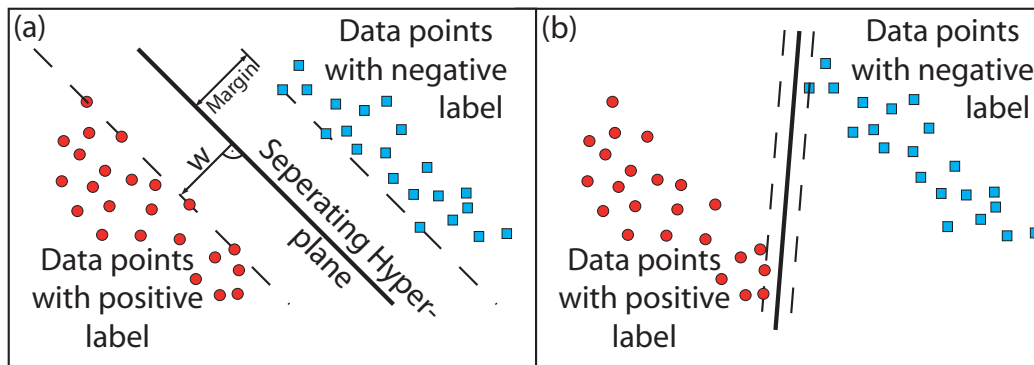 (a)
Data points
with negative
label
Margin
w
Seperating Hyper-
plane
Data points
with positive
label
(b)
Data points
with negative
label
Data points
with positive
label